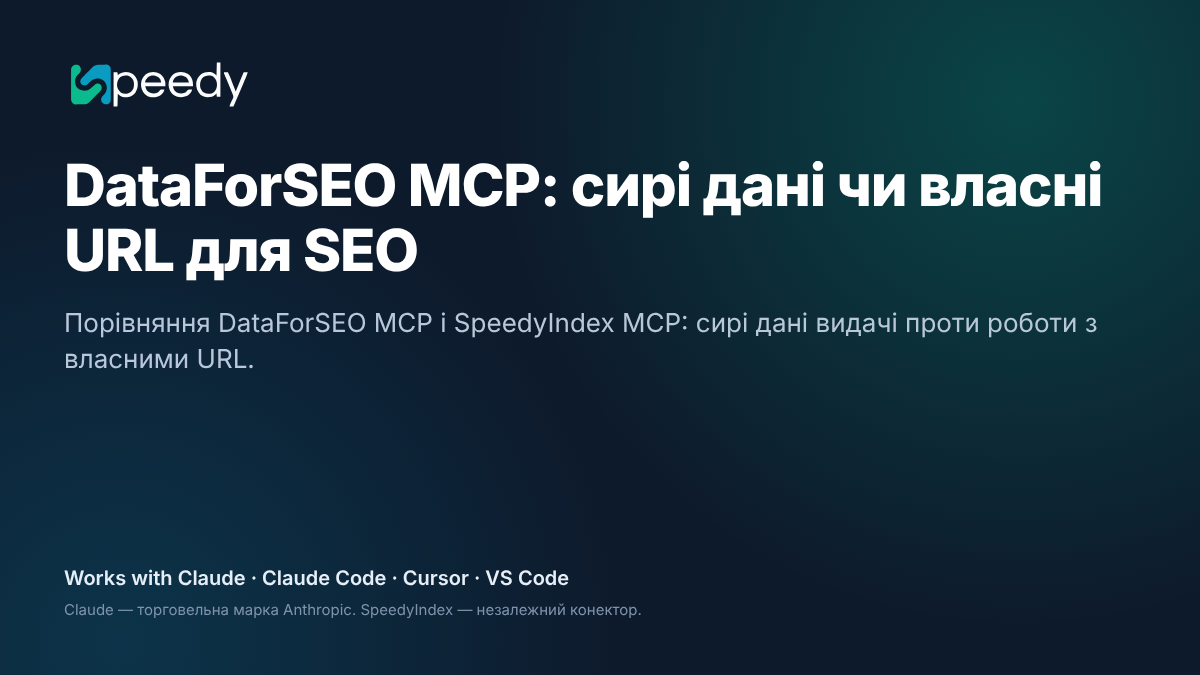 Speedy
DataForSEO MCP: сирі дані чи власні
URL для SEO
Порівняння DataForSEO MCP і SpeedyIndex MCP: сирі дані видачі проти роботи з
власними URL.
Works with Claude · Claude Code · Cursor · VS Code
Claude — торговельна марка Anthropic. SpeedyIndex — незалежний конектор.